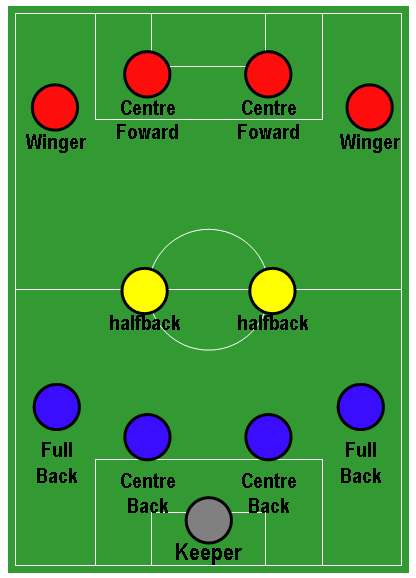 Centre
Foward
Centre
Foward
Winger
Winger
halfback
halfback
Full
Back
Full
Back
Centre
Back
Centre
Back
Keeper